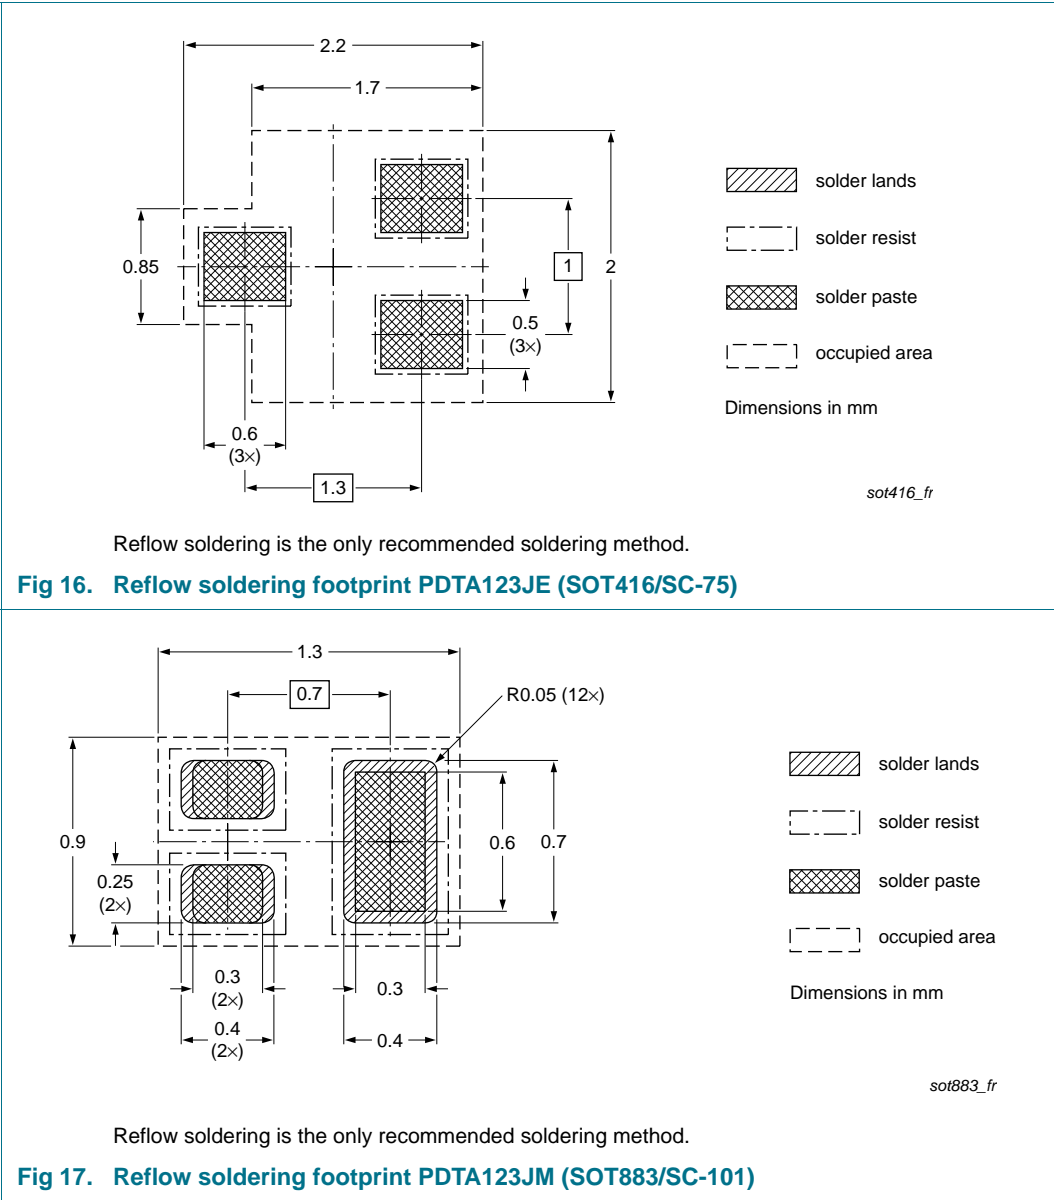 2.2
1.7
solder lands
solder resist
0.85
1
2
solder paste
0.5
(3×)
occupied area
Dimensions in mm
0.6
(3×)
1.3
sot416_fr
Reflow soldering is the only recommended soldering method.
Fig 16. Reflow soldering footprint PDTA123JE (SOT416/SC-75)
1.3
0.7
R0.05 (12×)
solder lands
solder resist
0.9
0.6
0.7
0.25
(2×)
solder paste
occupied area
0.3
(2×)
0.3
Dimensions in mm
0.4
(2×)
0.4
sot883_fr
Reflow soldering is the only recommended soldering method.
Fig 17. Reflow soldering footprint PDTA123JM (SOT883/SC-101)